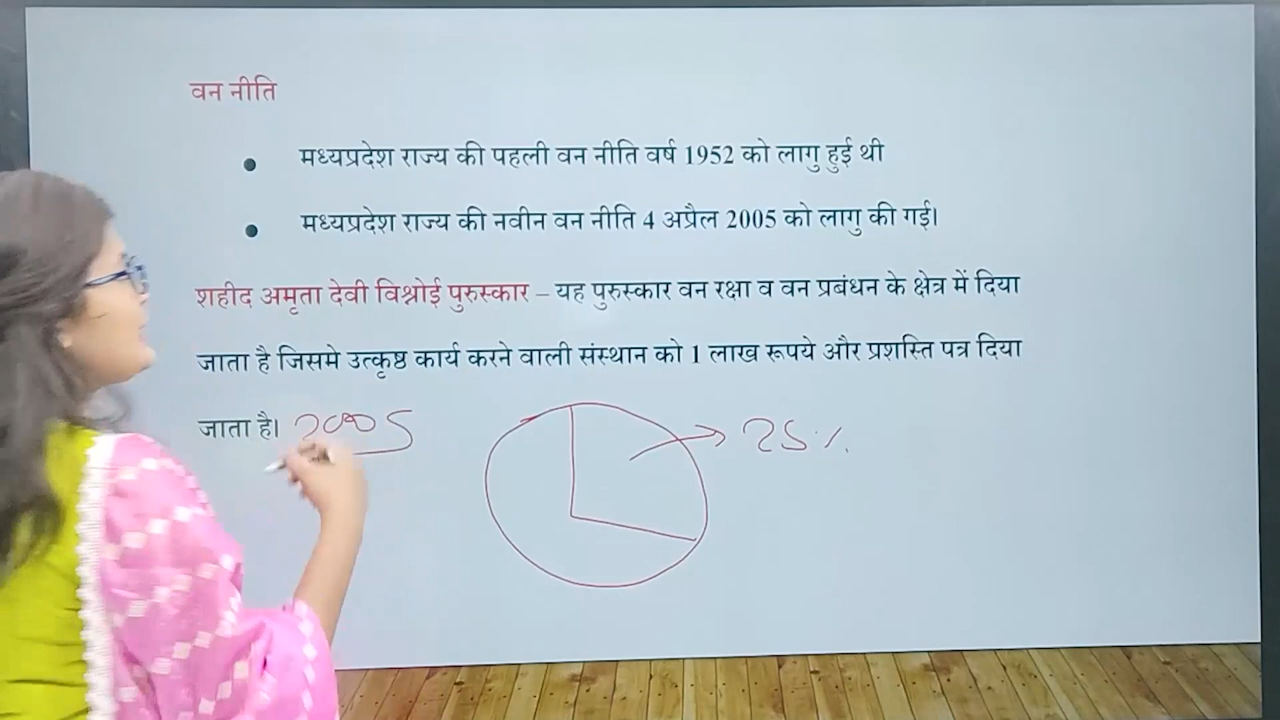 वन नीति
• मध्यप्रदेश राज्य की पहली वन नीति वर्ष 1952 को लागु हुई थी
• मध्यप्रदेश राज्य की नवीन वन नीति 4 अप्रैल 2005 को लागु की गई।
शहीद अमृता देवी विश्नोई पुरुस्कार – यह पुरुस्कार वन रक्षा व वन प्रबंधन के क्षेत्र में दिया
जाता है जिसमे उत्कृष्ठ कार्य करने वाली संस्थान को 1 लाख रूपये और प्रशस्ति पत्र दिया
जाता है। 2005
25%